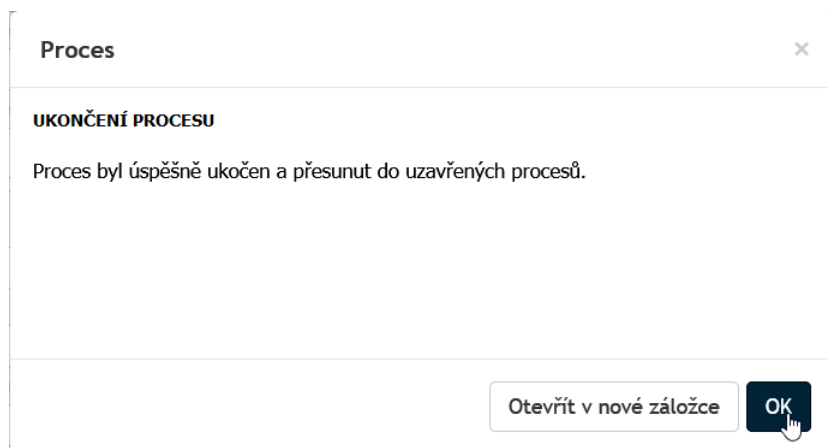 Proces
×
UKONČENÍ PROCESU
Proces byl úspěšně ukočen a přesunut do uzavřených procesů.
Otevřít v nové záložce
OK